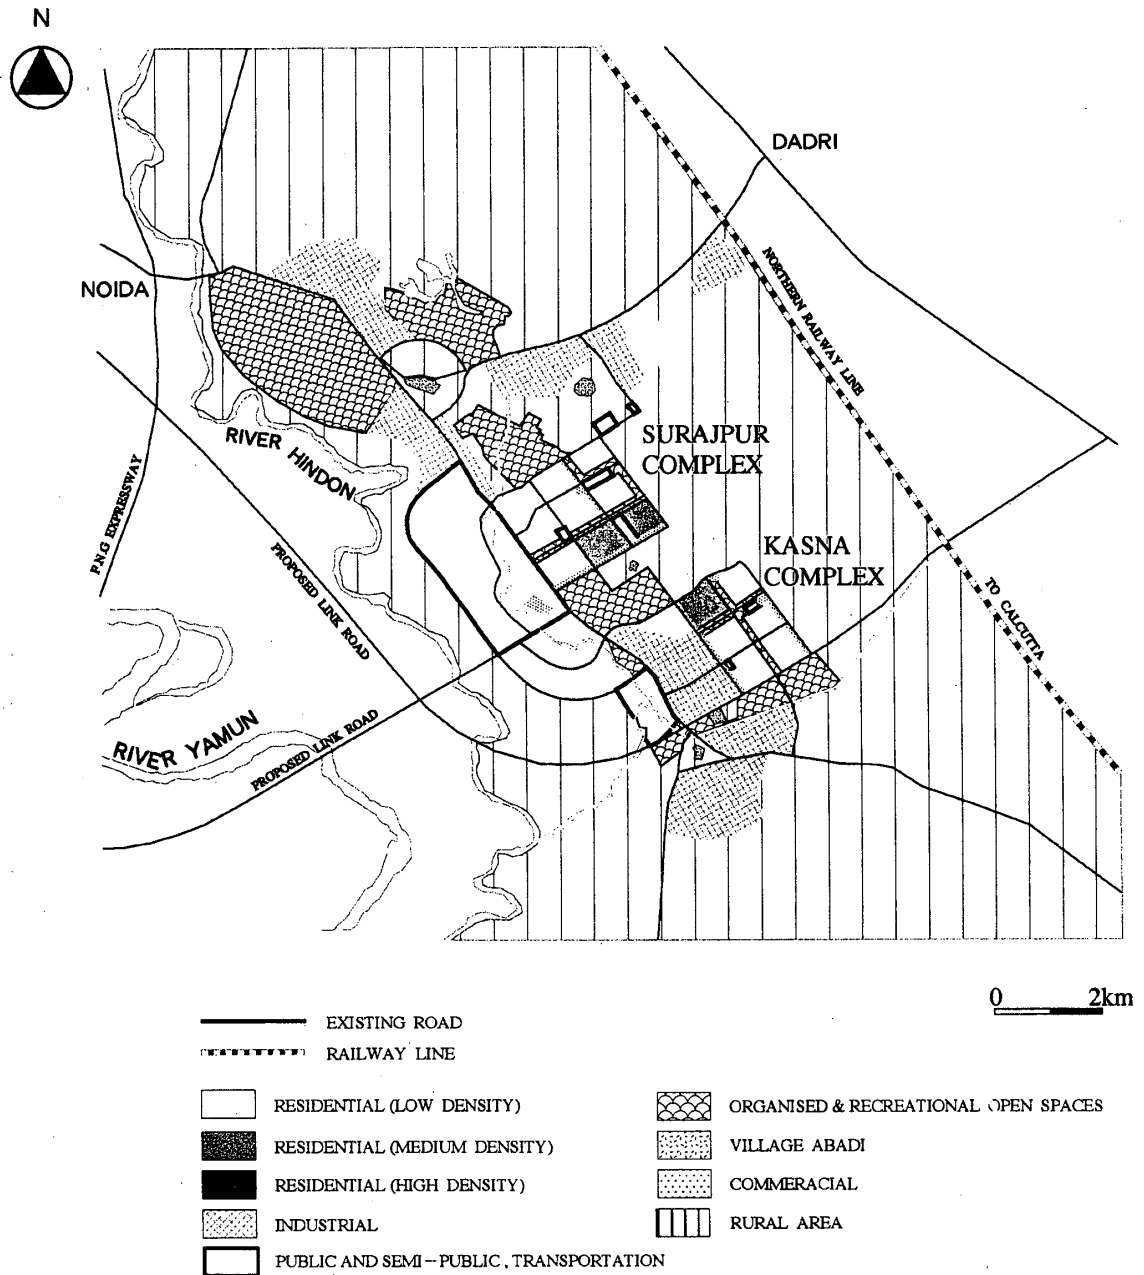 N
DADRI
NORTHERN RAILWAY LINE
NOIDA
SURAJPUR
COMPLEX
RIVER HINDON
P.N.G EXPRESSWAY
KASNA
COMPLEX
PROPOSED LINK ROAD
TO CALCUTTA
RIVER YAMUN
PROPOSED LINK ROAD
0 2km
EXISTING ROAD
RAILWAY LINE
RESIDENTIAL (LOW DENSITY)
ORGANISED & RECREATIONAL OPEN SPACES
RESIDENTIAL (MEDIUM DENSITY)
VILLAGE ABADI
RESIDENTIAL (HIGH DENSITY)
COMMERACIAL
INDUSTRIAL
RURAL AREA
PUBLIC AND SEMI-PUBLIC, TRANSPORTATION